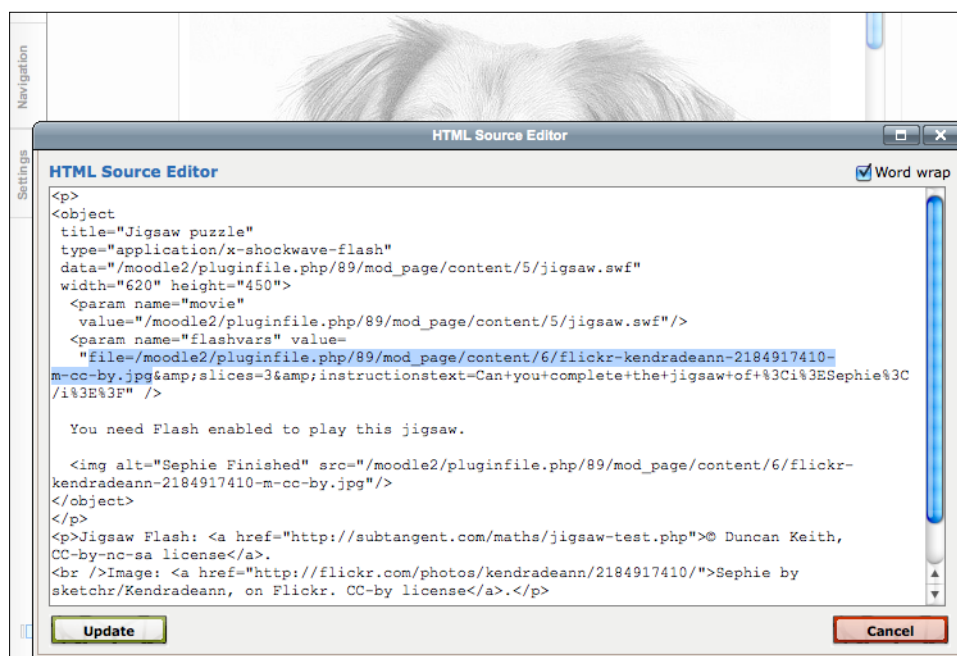 Navigation
Settings
HTML Source Editor
HTML Source Editor
Word wrap
<p>
<object
title="Jigsaw puzzle"
type="application/x-shockwave-flash"
data="/moodle2/pluginfile.php/89/mod_page/content/5/jigsaw.swf"
width="620" height="450">
<param name="movie"
value="/moodle2/pluginfile.php/89/mod_page/content/5/jigsaw.swf"/>
<param name="flashvars" value=
"file=/moodle2/pluginfile.php/89/mod_page/content/6/flickr-kendradeann-2184917410-
m-cc-by.jpg&amp;slices=3&amp;instructionstext=Can+you+complete+the+jigsaw+of+%3Ci%3ESephie%3C
/i%3E%3F" />
You need Flash enabled to play this jigsaw.
<img alt="Sephie Finished" src="/moodle2/pluginfile.php/89/mod_page/content/6/flickr-
kendradeann-2184917410-m-cc-by.jpg"/>
</object>
</p>
<p>Jigsaw Flash: <a href="http://subtangent.com/maths/jigsaw-test.php">© Duncan Keith,
CC-by-nc-sa license</a>.
<br />Image: <a href="http://flickr.com/photos/kendradeann/2184917410/">Sephie by
sketchr/Kendradeann, on Flickr. CC-by license</a>.</p>
Update
Cancel